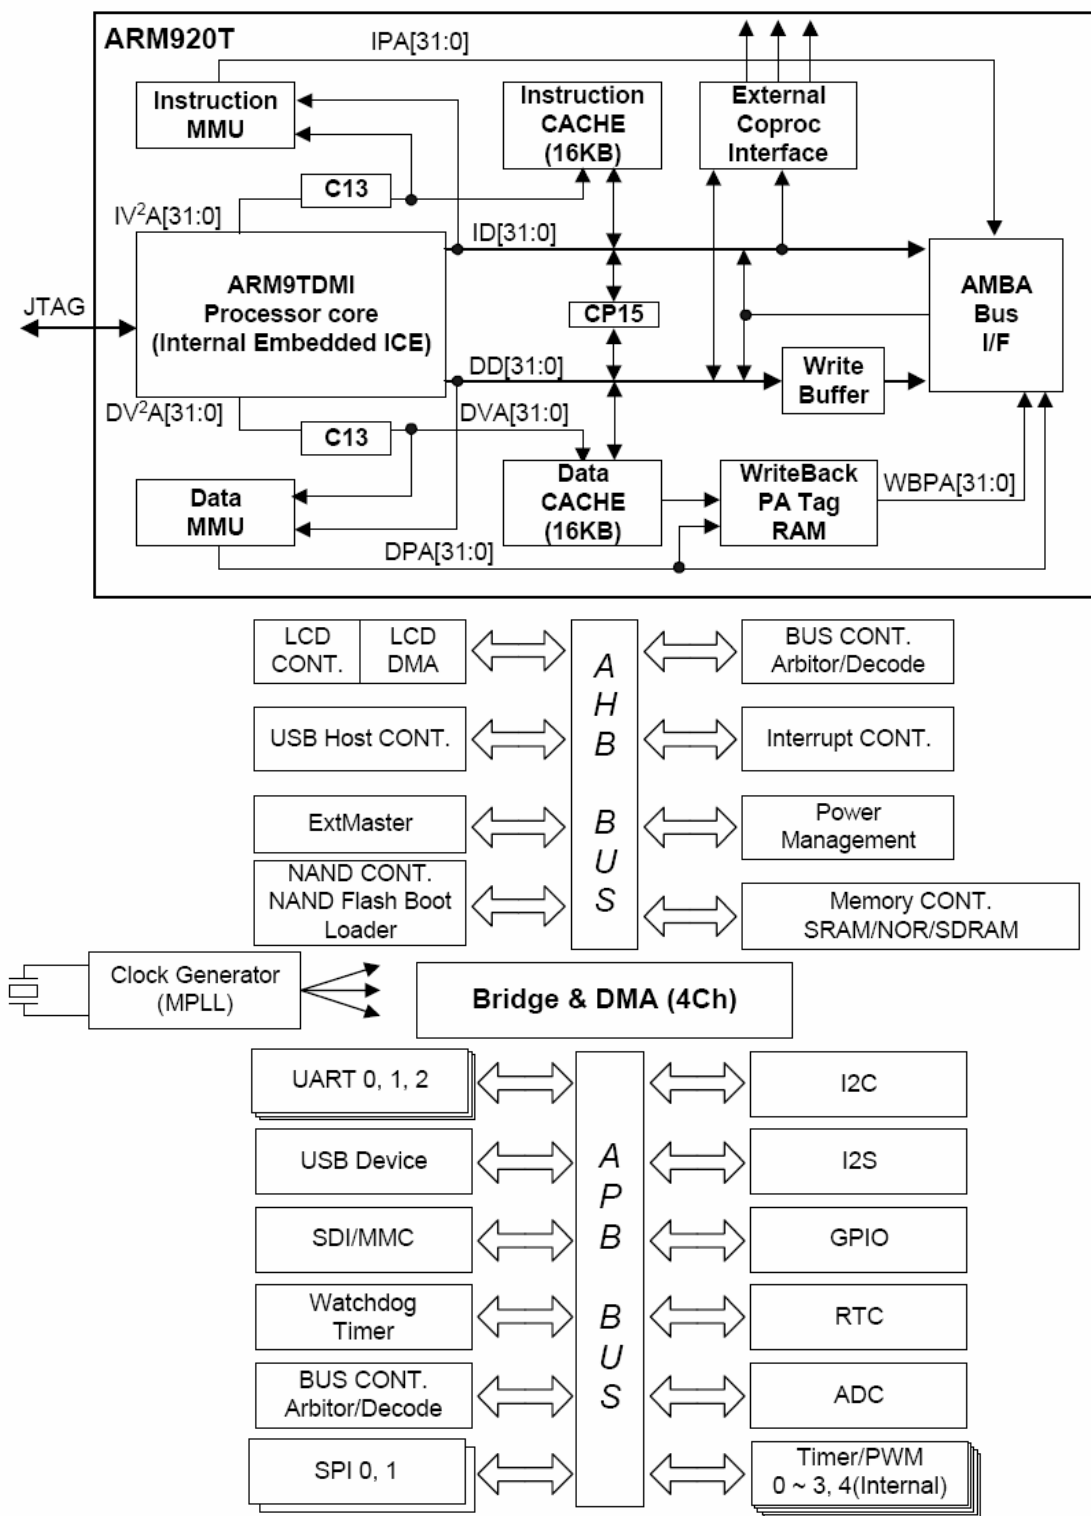 ARM920T
IPA[31:0]
Instruction
MMU
Instruction
CACHE
(16KB)
External
Coproc
Interface
C13
IV²A[31:0]
ID[31:0]
ARM9TDMI
Processor core
(Internal Embedded ICE)
JTAG
CP15
AMBA
Bus
I/F
DD[31:0]
Write
Buffer
DV²A[31:0]
DVA[31:0]
C13
Data
MMU
Data
CACHE
(16KB)
WriteBack
PA Tag
RAM
WBPA[31:0]
DPA[31:0]
LCD
CONT.
LCD
DMA
AHB BUS
BUS CONT.
Arbitor/Decode
USB Host CONT.
Interrupt CONT.
ExtMaster
Power
Management
NAND CONT.
NAND Flash Boot
Loader
Memory CONT.
SRAM/NOR/SDRAM
Clock Generator
(MPLL)
Bridge & DMA (4Ch)
UART 0, 1, 2
APB BUS
I2C
USB Device
I2S
SDI/MMC
GPIO
Watchdog
Timer
RTC
BUS CONT.
Arbitor/Decode
ADC
SPI 0, 1
Timer/PWM
0 ~ 3, 4(Internal)